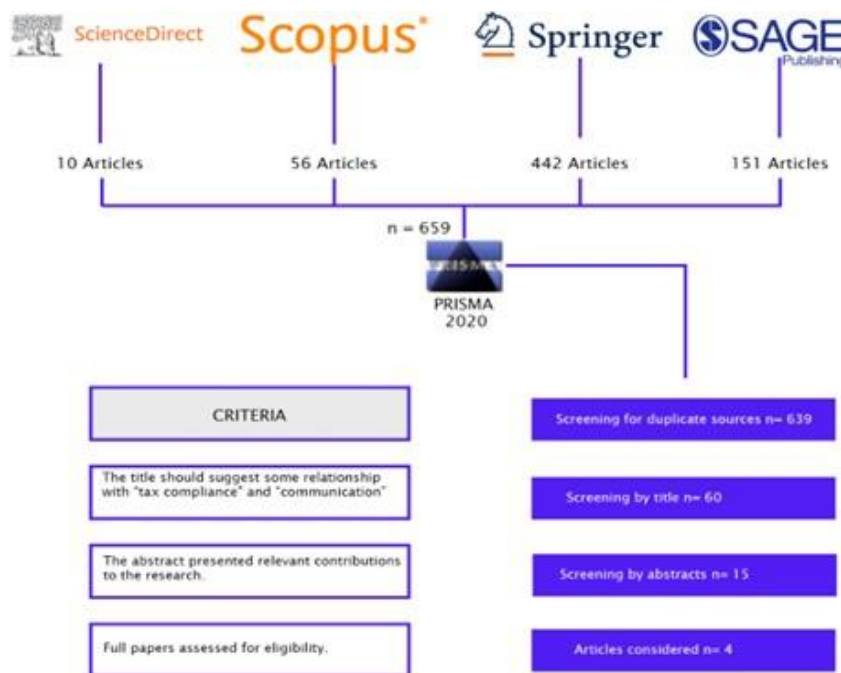 ScienceDirect
Scopus®
Springer
SAGE
Publishing
10 Articles
56 Articles
442 Articles
151 Articles
n = 659
PRISMA
PRISMA
2020
CRITERIA
Screening for duplicate sources n= 639
The title should suggest some relationship
with "tax compliance" and "communication"
Screening by title n= 60
The abstract presented relevant contributions
to the research.
Screening by abstracts n= 15
Full papers assessed for eligibility.
Articles considered n= 4